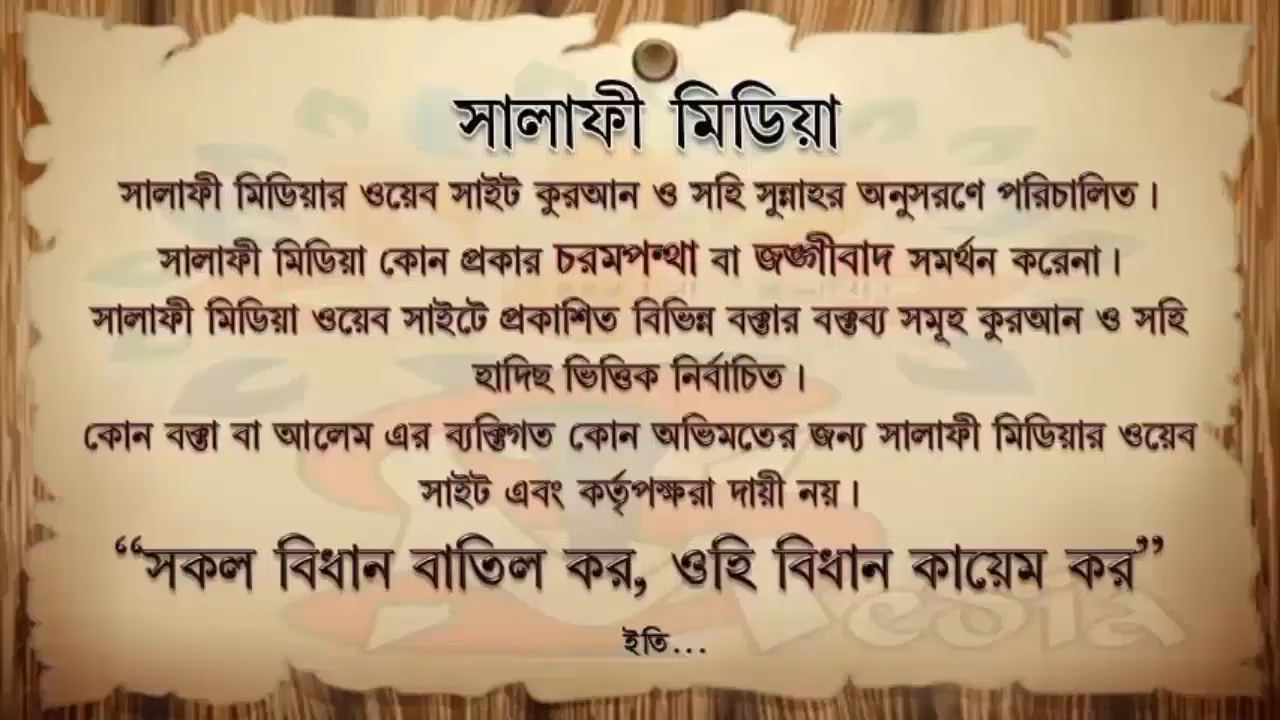 সালাফী মিডিয়া
সালাফী মিডিয়ার ওয়েব সাইট কুরআন ও সহি সুন্নাহর অনুসরণে পরিচালিত।
সালাফী মিডিয়া কোন প্রকার চরমপন্থা বা জঙ্গীবাদ সমর্থন করেনা।
সালাফী মিডিয়া ওয়েব সাইটে প্রকাশিত বিভিন্ন বক্তার বক্তব্য সমূহ কুরআন ও সহি
হাদিছ ভিত্তিক নির্বাচিত।
কোন বক্তা বা আলেম এর ব্যক্তিগত কোন অভিমতের জন্য সালাফী মিডিয়ার ওয়েব
সাইট এবং কর্তৃপক্ষরা দায়ী নয়।
“সকল বিধান বাতিল কর, ওহি বিধান কায়েম কর”
ইতি...